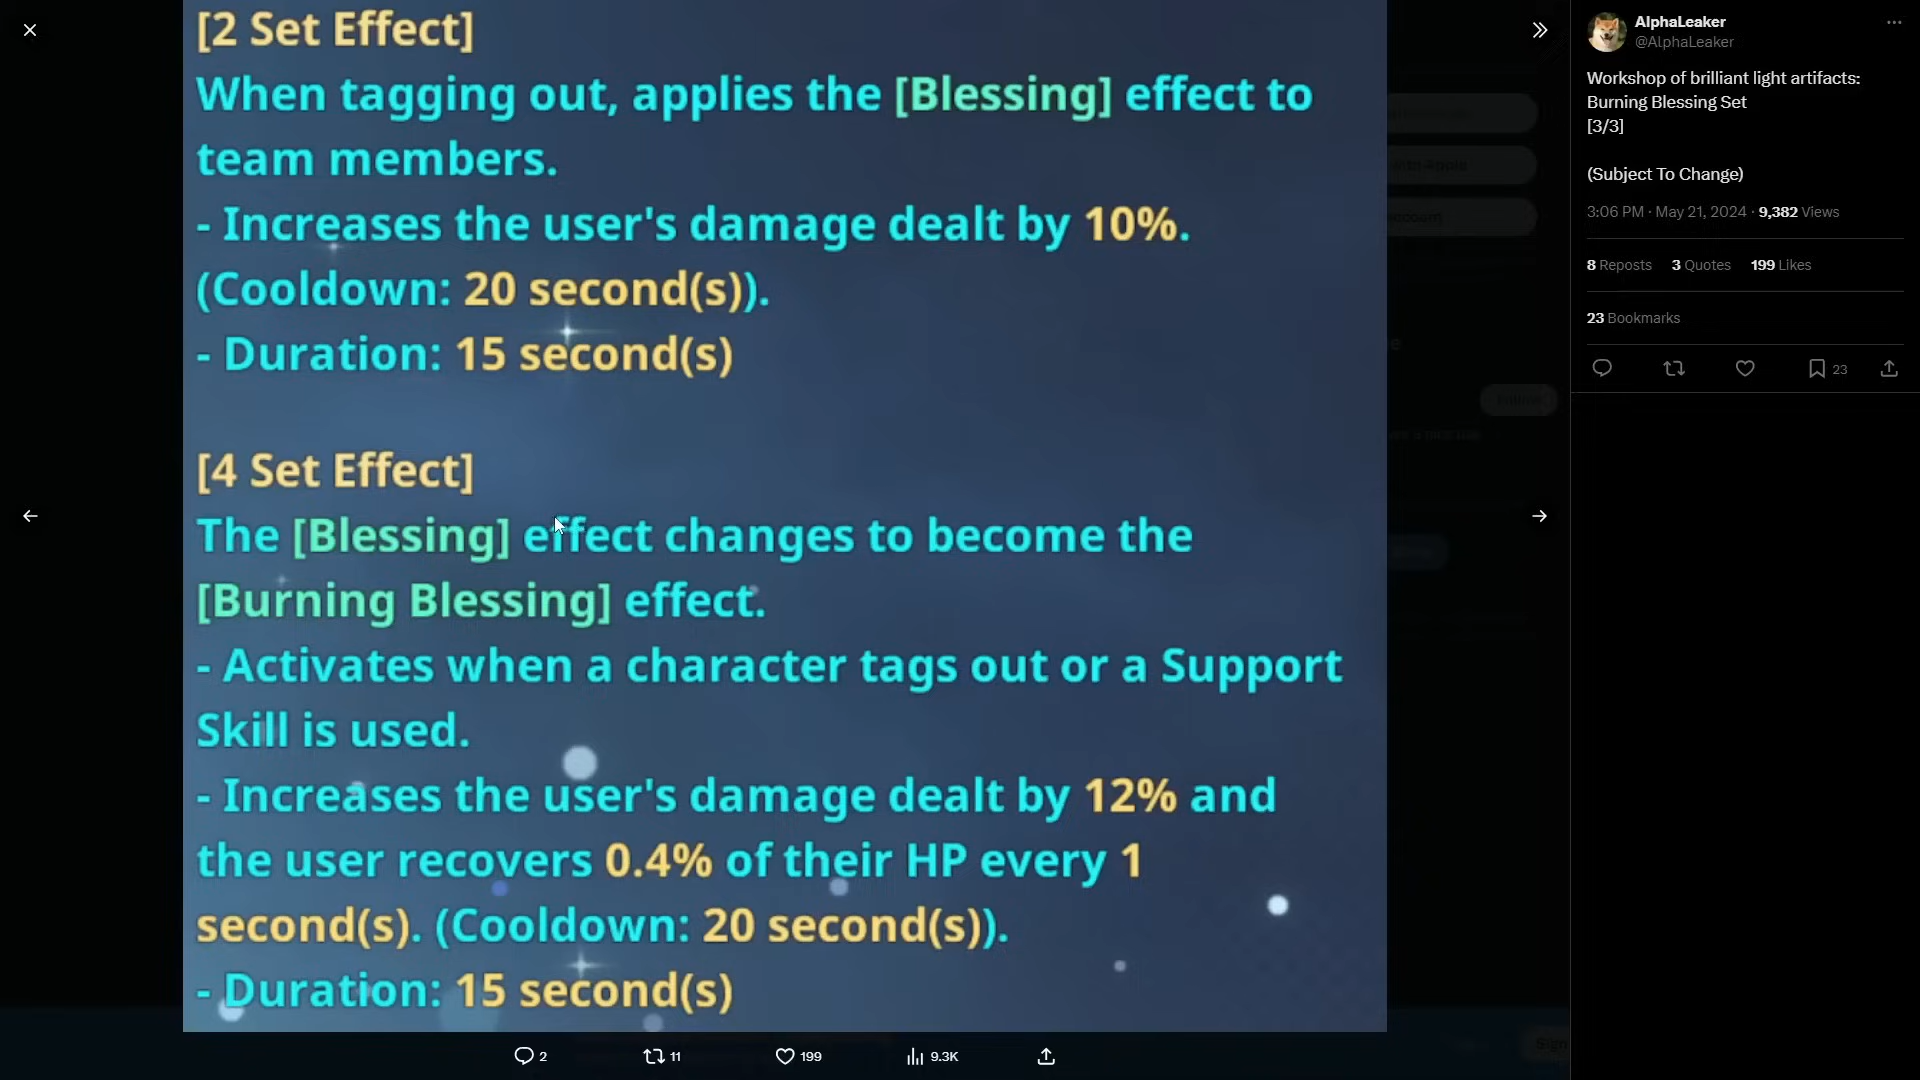 [2 Set Effect]
When tagging out, applies the [Blessing] effect to
team members.
- Increases the user's damage dealt by 10%.
(Cooldown: 20 second(s)).
- Duration: 15 second(s)
[4 Set Effect]
The [Blessing] effect changes to become the
[Burning Blessing] effect.
- Activates when a character tags out or a Support
Skill is used.
- Increases the user's damage dealt by 12% and
the user recovers 0.4% of their HP every 1
second(s). (Cooldown: 20 second(s)).
- Duration: 15 second(s)
2 11 199 9.3K
AlphaLeaker
@AlphaLeaker
Workshop of brilliant light artifacts:
Burning Blessing Set
[3/3]
(Subject To Change)
3:06 PM · May 21, 2024 · 9,382 Views
8 Reposts 3 Quotes 199 Likes
23 Bookmarks
23